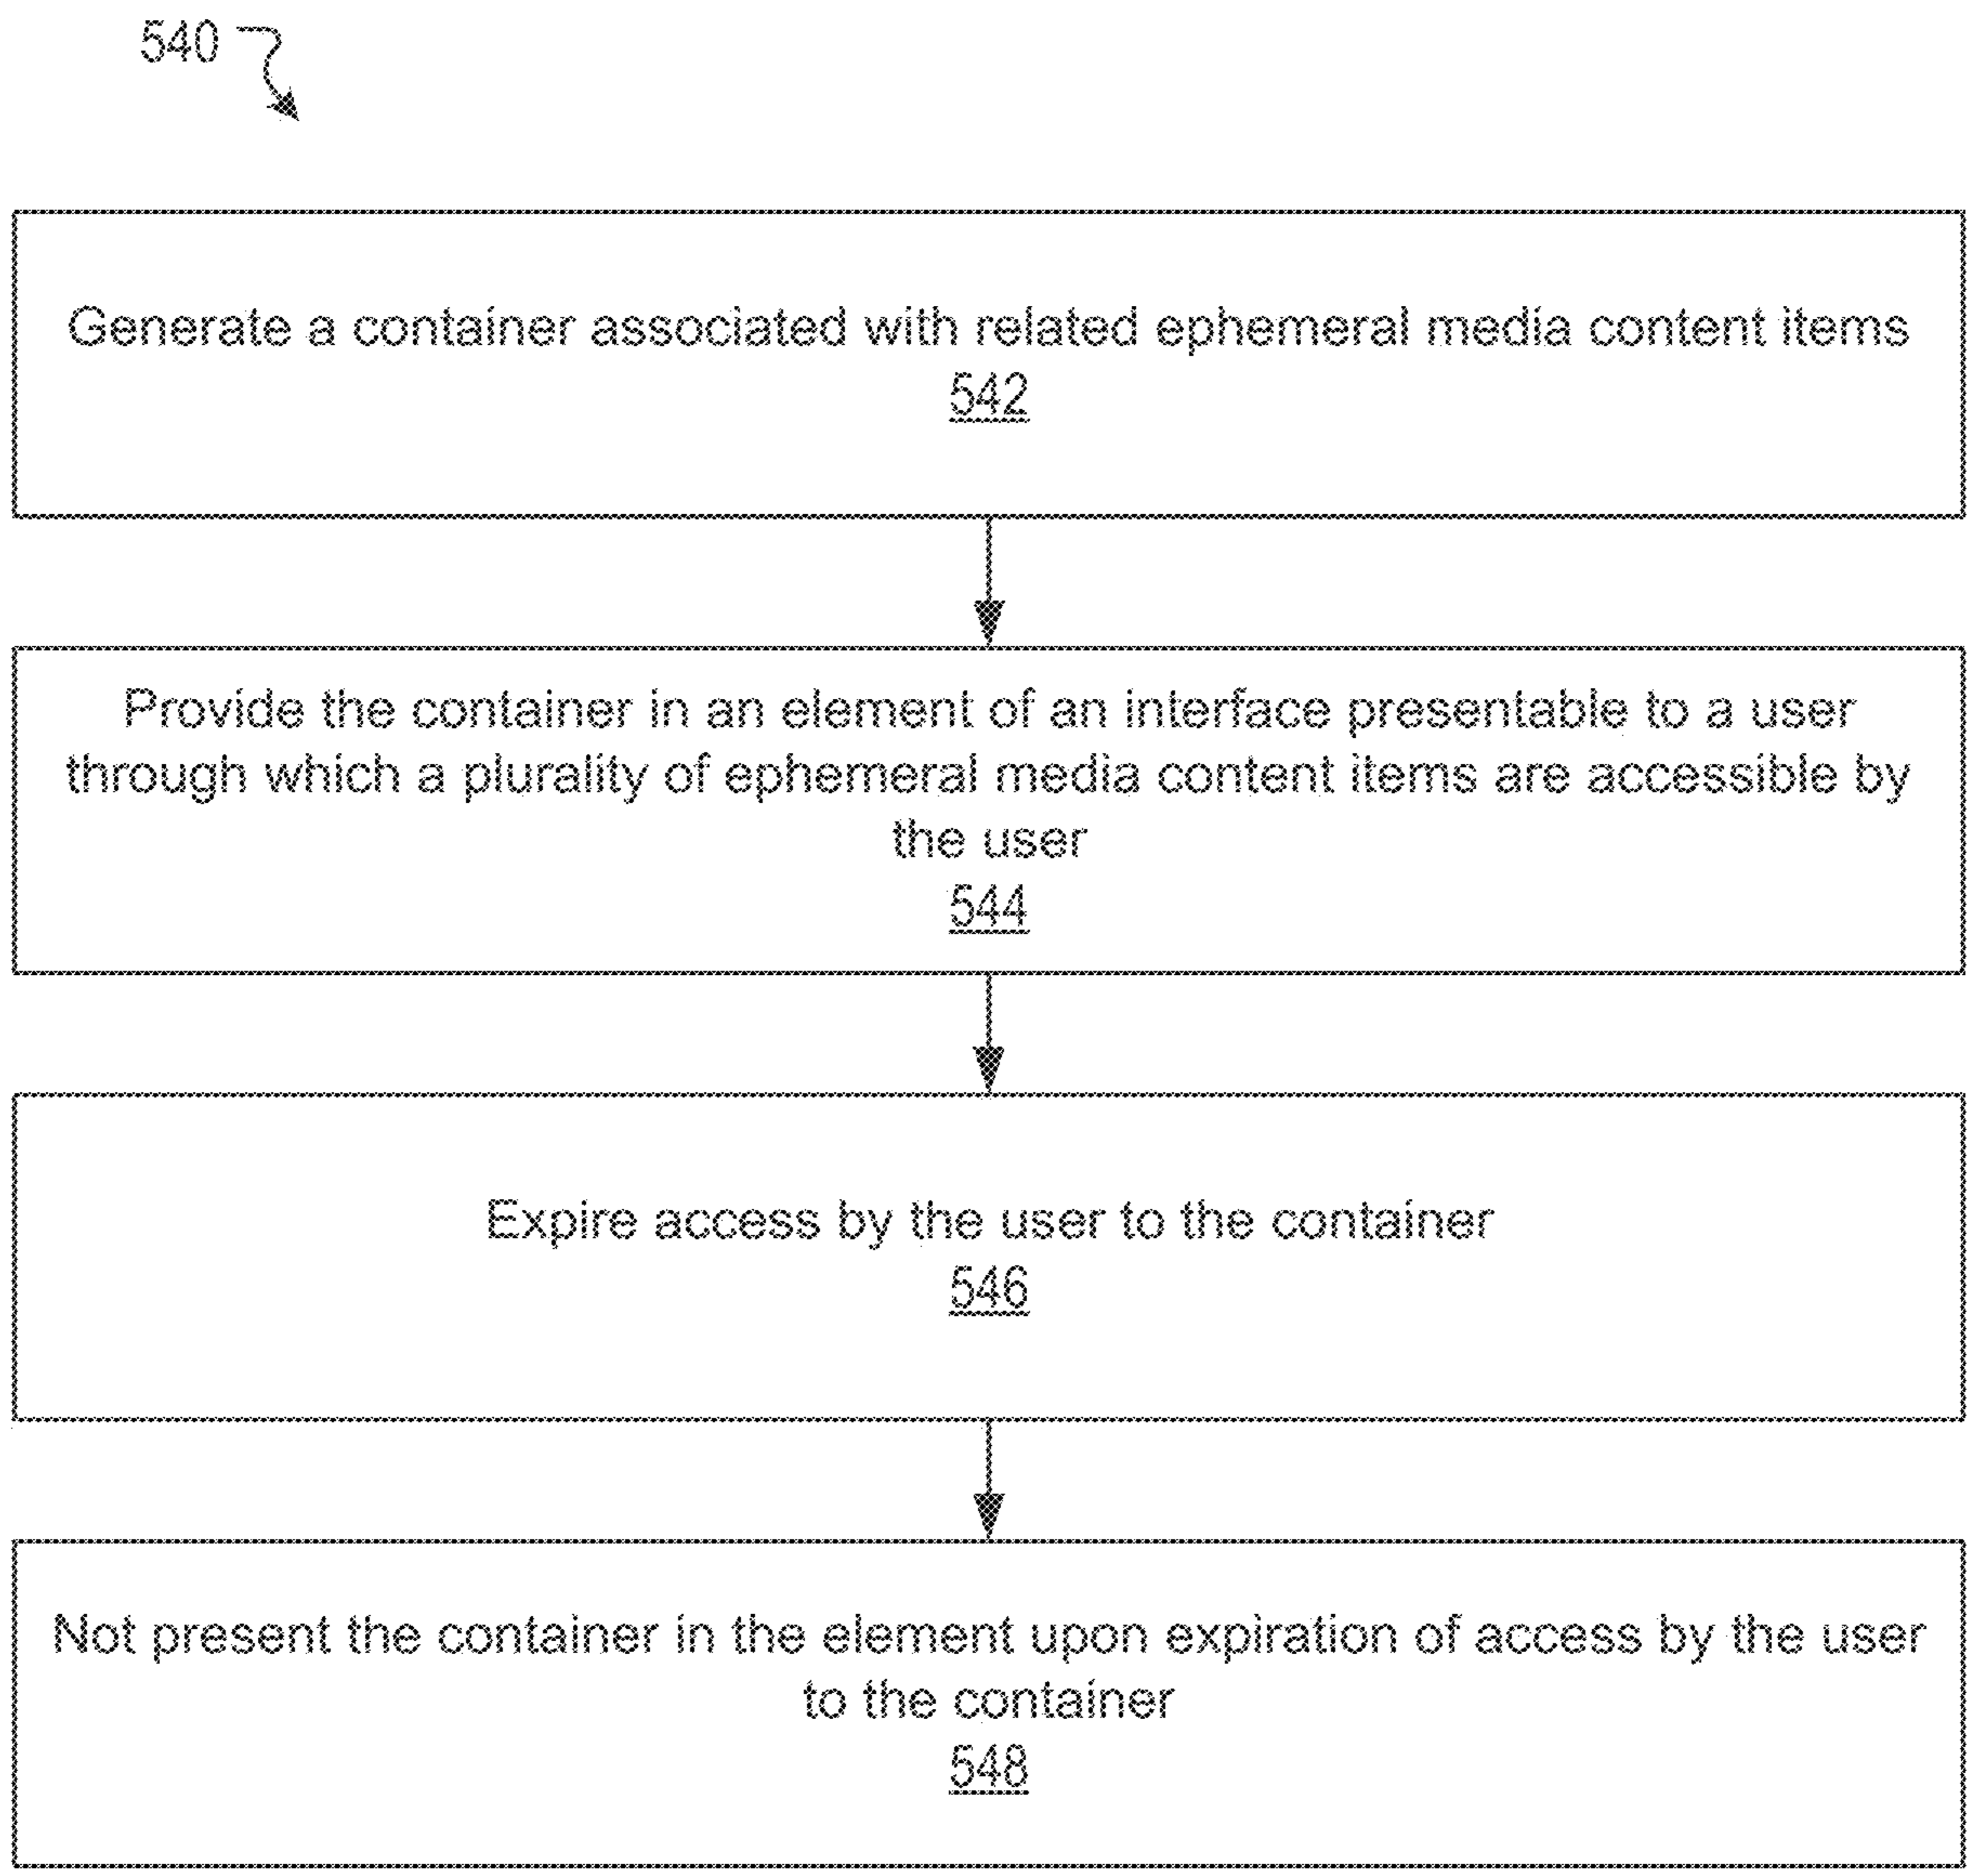 540
Generate a container associated with related ephemeral media content items
542
Provide the container in an element of an interface presentable to a user
through which a plurality of ephemeral media content items are accessible by
the user
544
Expire access by the user to the container
546
Not present the container in the element upon expiration of access by the user
to the container
548